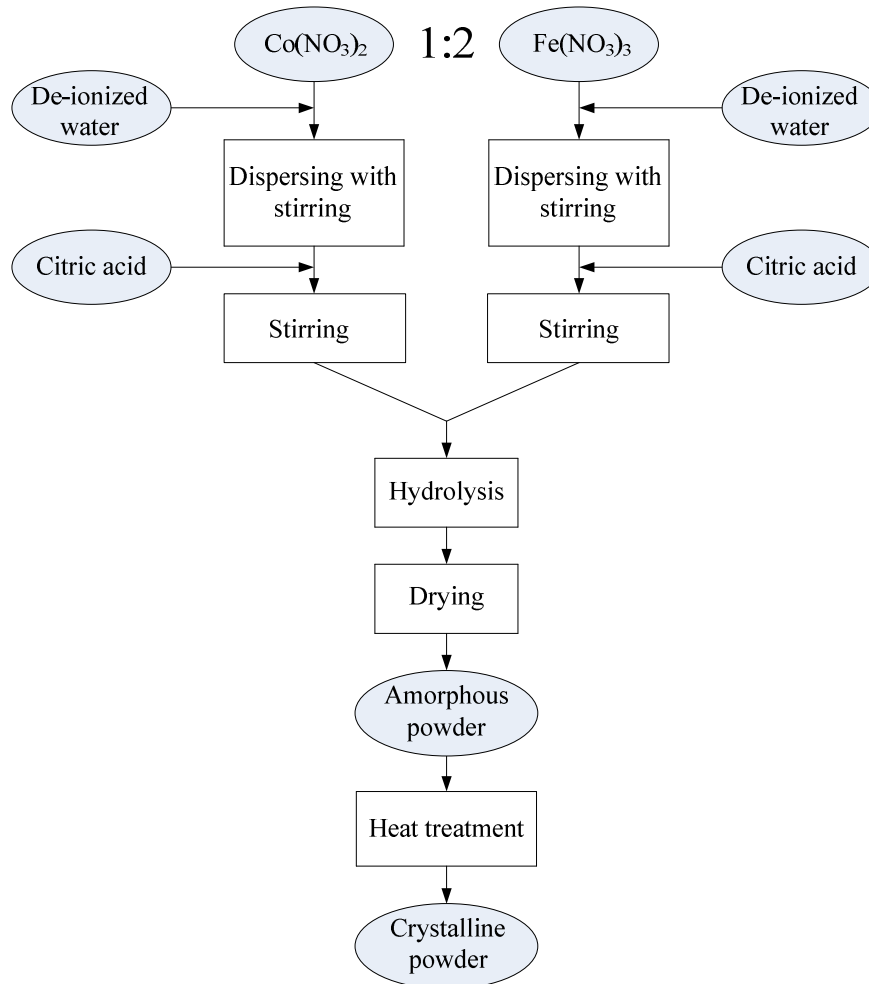 Co(NO₃)₂ 1:2 Fe(NO₃)₃
De-ionized
water
De-ionized
water
Dispersing with
stirring
Dispersing with
stirring
Citric acid
Citric acid
Stirring
Stirring
Hydrolysis
Drying
Amorphous
powder
Heat treatment
Crystalline
powder